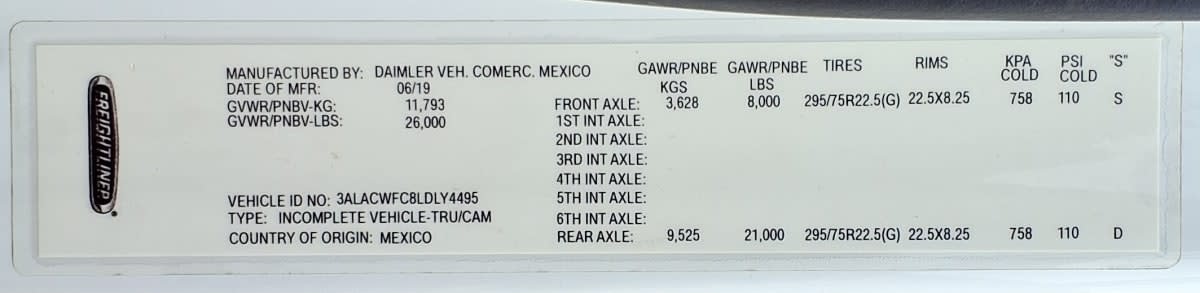 FREIGHTLINER
MANUFACTURED BY: DAIMLER VEH. COMERC. MEXICO GAWR/PNBE GAWR/PNBE TIRES RIMS KPA PSI "S"
DATE OF MFR: 06/19 KGS LBS COLD COLD
GVWR/PNBV-KG: 11,793 FRONT AXLE: 3,628 8,000 295/75R22.5(G) 22.5X8.25 758 110 S
GVWR/PNBV-LBS: 26,000 1ST INT AXLE:
2ND INT AXLE:
3RD INT AXLE:
4TH INT AXLE:
VEHICLE ID NO: 3ALACWFC8LDLY4495 5TH INT AXLE:
TYPE: INCOMPLETE VEHICLE-TRU/CAM 6TH INT AXLE:
COUNTRY OF ORIGIN: MEXICO REAR AXLE: 9,525 21,000 295/75R22.5(G) 22.5X8.25 758 110 D